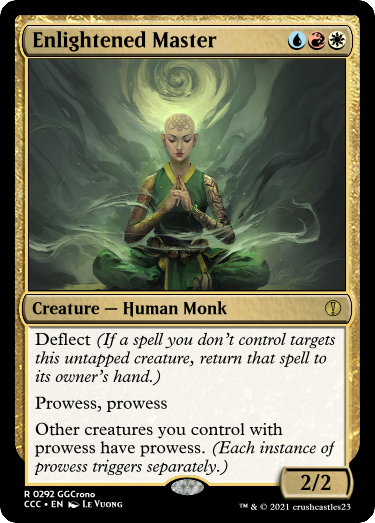 Enlightened Master
Creature — Human Monk
Deflect (If a spell you don't control targets
this untapped creature, return that spell to
its owner's hand.)
Prowess, prowess
Other creatures you control with
prowess have prowess. (Each instance of
prowess triggers separately.)
2/2
R 0292 GGCrono
CCC • EN Le Vuong
™ & © 2021 crushcastles23